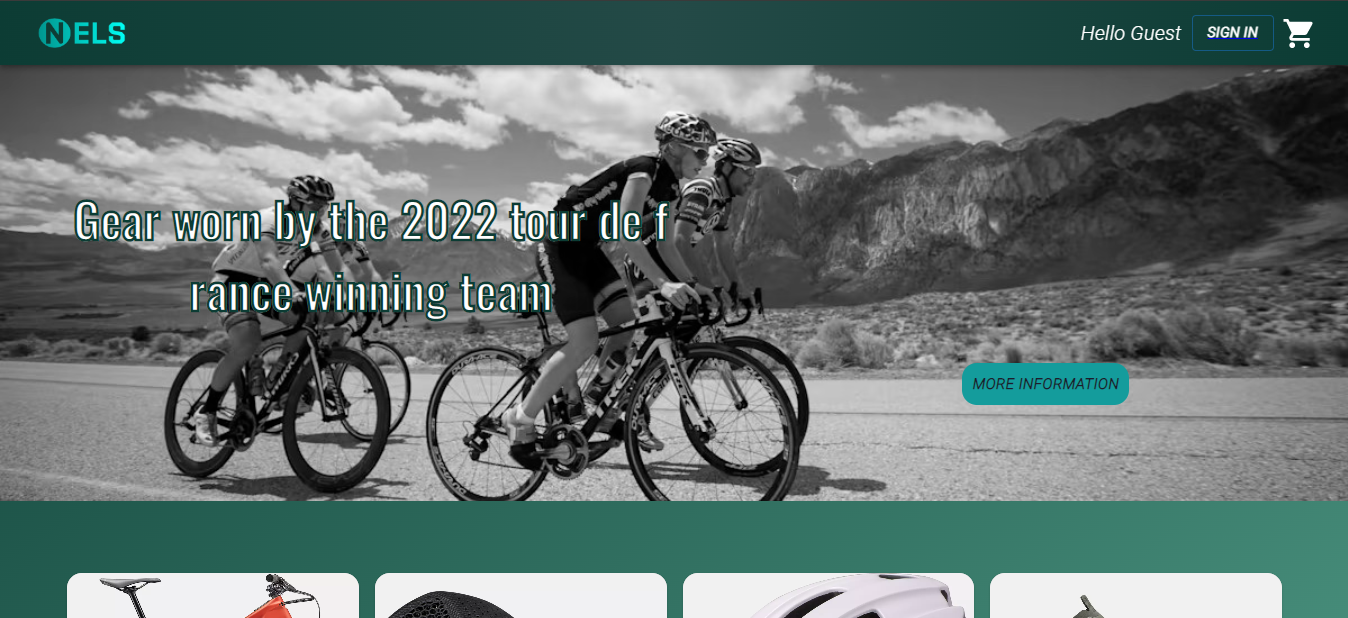 NELS
Hello Guest
SIGN IN
Gear worn by the 2022 tour de f
rance winning team
MORE INFORMATION